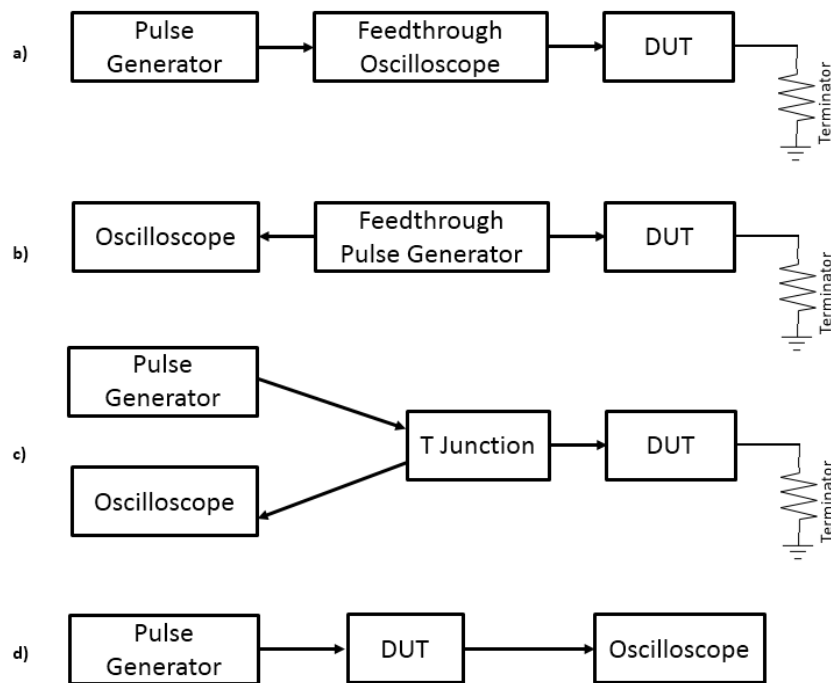 a)
Pulse
Generator
Feedthrough
Oscilloscope
DUT
Terminator
b)
Oscilloscope
Feedthrough
Pulse Generator
DUT
Terminator
c)
Pulse
Generator
Oscilloscope
T Junction
DUT
Terminator
d)
Pulse
Generator
DUT
Oscilloscope